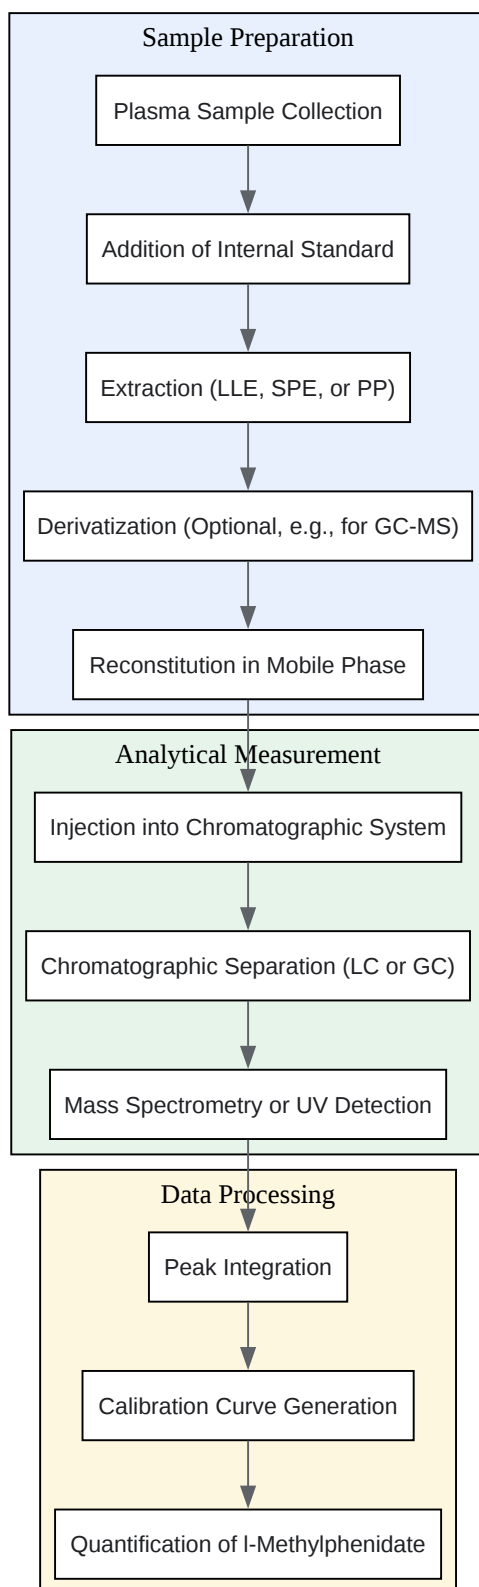 Sample Preparation
Plasma Sample Collection
Addition of Internal Standard
Extraction (LLE, SPE, or PP)
Derivatization (Optional, e.g., for GC-MS)
Reconstitution in Mobile Phase
Analytical Measurement
Injection into Chromatographic System
Chromatographic Separation (LC or GC)
Mass Spectrometry or UV Detection
Data Processing
Peak Integration
Calibration Curve Generation
Quantification of l-Methylphenidate